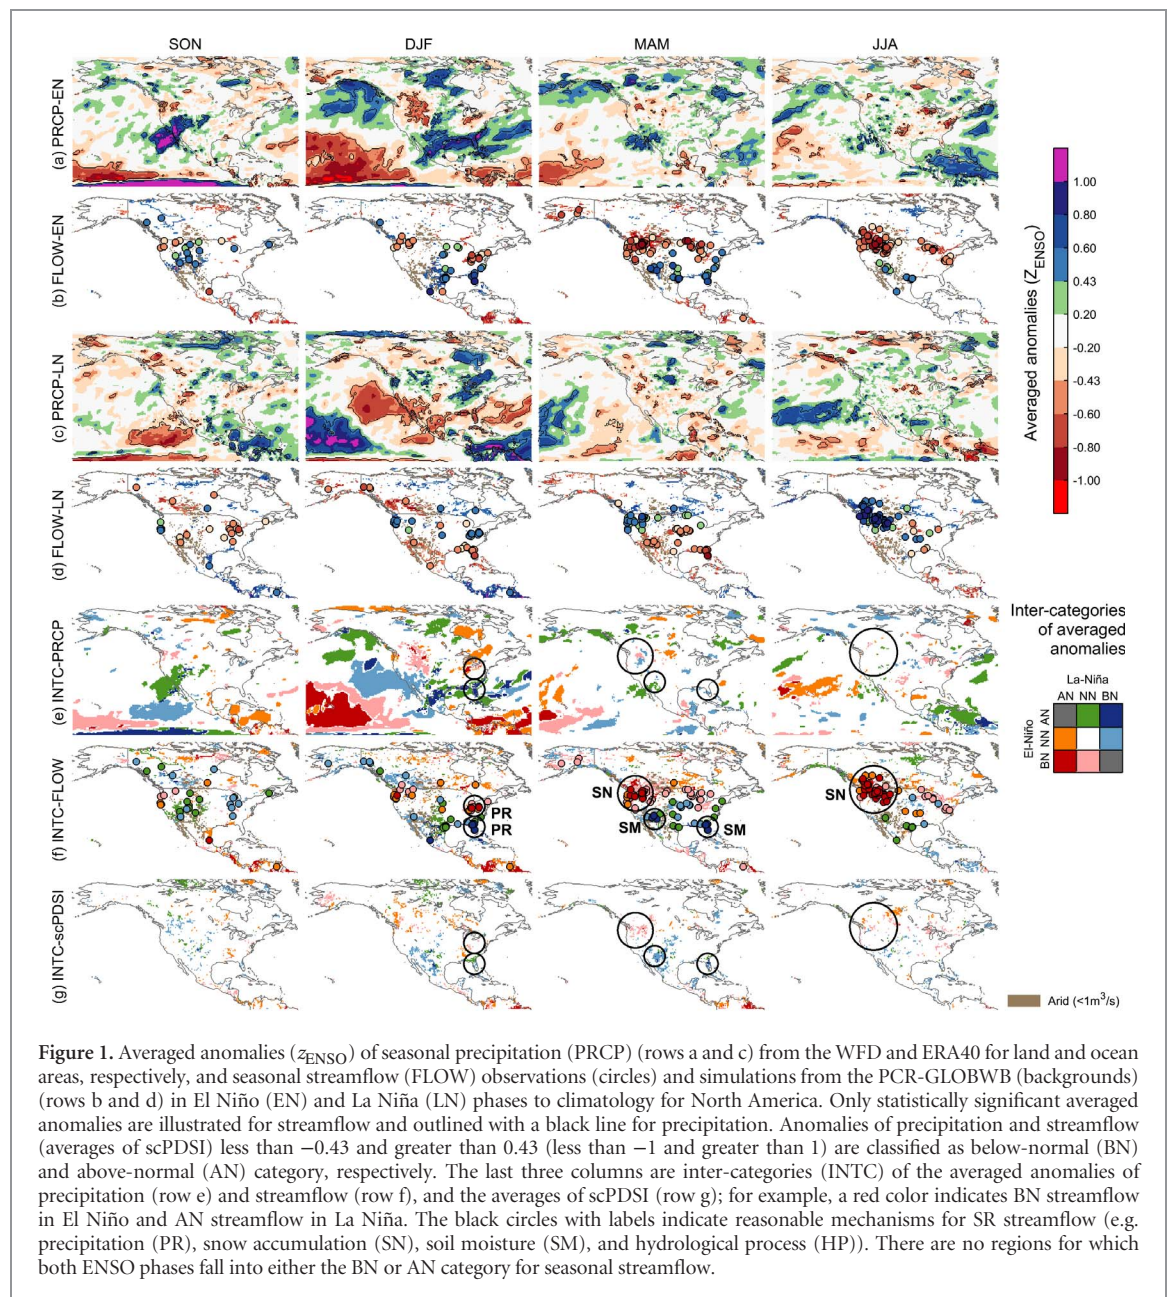 SON DJF MAM JJA
(a) PRCP-EN
(b) FLOW-EN
(c) PRCP-LN
(d) FLOW-LN
(e) INTC-PRCP
(f) INTC-FLOW
(g) INTC-scPDSI
PR
PR
SN
SM
SM
SN
Averaged anomalies (Z_ENSO)
1.00
0.80
0.60
0.43
0.20
-0.20
-0.43
-0.60
-0.80
-1.00
Inter-categories
of averaged
anomalies
La-Niña
AN NN BN
El-Niño
BN NN AN
Arid (<1m³/s)
Figure 1. Averaged anomalies (z_ENSO) of seasonal precipitation (PRCP) (rows a and c) from the WFD and ERA40 for land and ocean
areas, respectively, and seasonal streamflow (FLOW) observations (circles) and simulations from the PCR-GLOBWB (backgrounds)
(rows b and d) in El Niño (EN) and La Niña (LN) phases to climatology for North America. Only statistically significant averaged
anomalies are illustrated for streamflow and outlined with a black line for precipitation. Anomalies of precipitation and streamflow
(averages of scPDSI) less than −0.43 and greater than 0.43 (less than −1 and greater than 1) are classified as below-normal (BN)
and above-normal (AN) category, respectively. The last three columns are inter-categories (INTC) of the averaged anomalies of
precipitation (row e) and streamflow (row f), and the averages of scPDSI (row g); for example, a red color indicates BN streamflow
in El Niño and AN streamflow in La Niña. The black circles with labels indicate reasonable mechanisms for SR streamflow (e.g.
precipitation (PR), snow accumulation (SN), soil moisture (SM), and hydrological process (HP)). There are no regions for which
both ENSO phases fall into either the BN or AN category for seasonal streamflow.